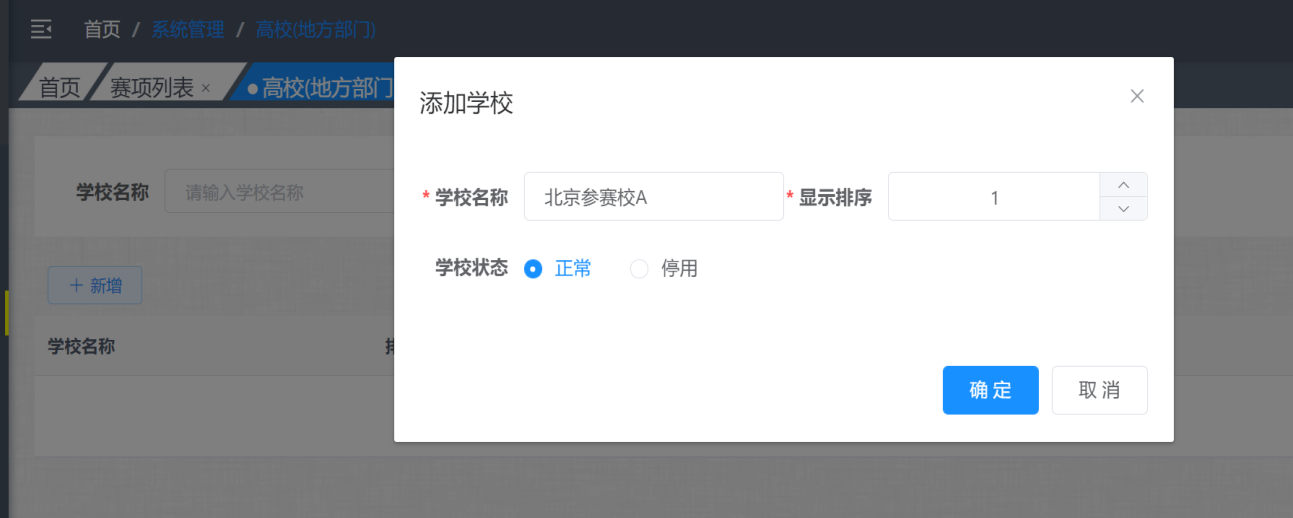 首页 / 系统管理 / 高校(地方部门)
首页 赛项列表 × 高校(地方部门
添加学校
学校名称 请输入学校名称
* 学校名称 北京参赛校A * 显示排序 1
学校状态 正常 停用
+ 新增
学校名称
确 定 取 消